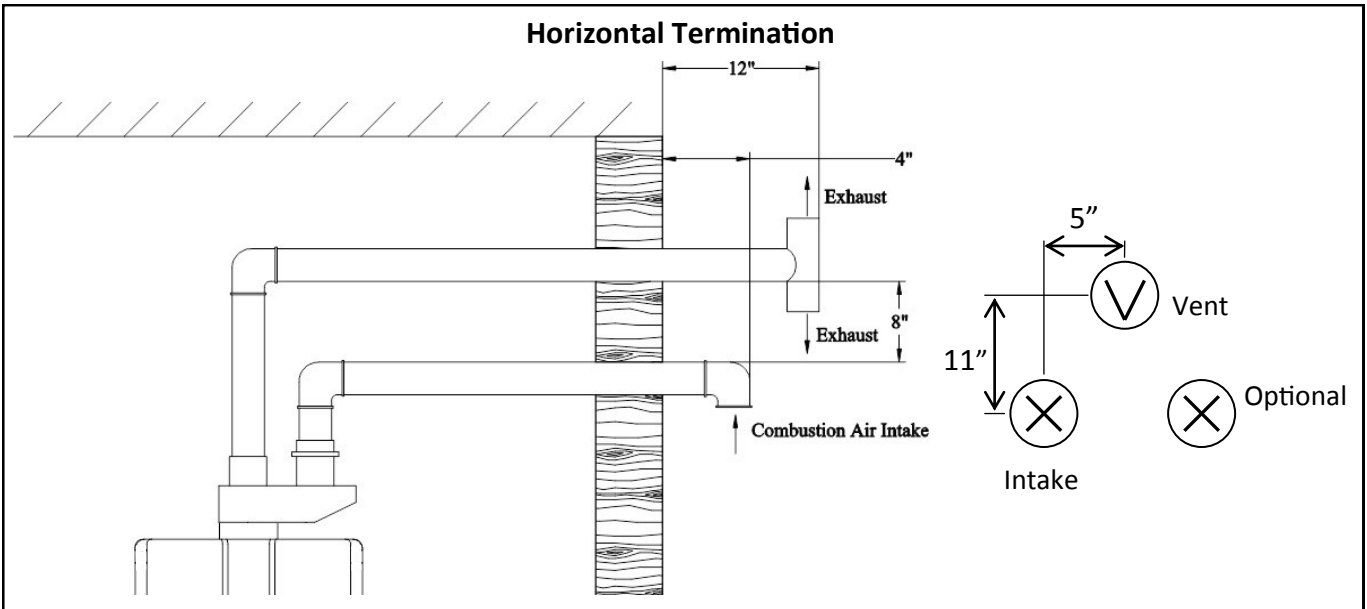 Horizontal Termination
12"
4"
Exhaust
8"
Exhaust
Combustion Air Intake
5”
Vent
11”
Optional
Intake